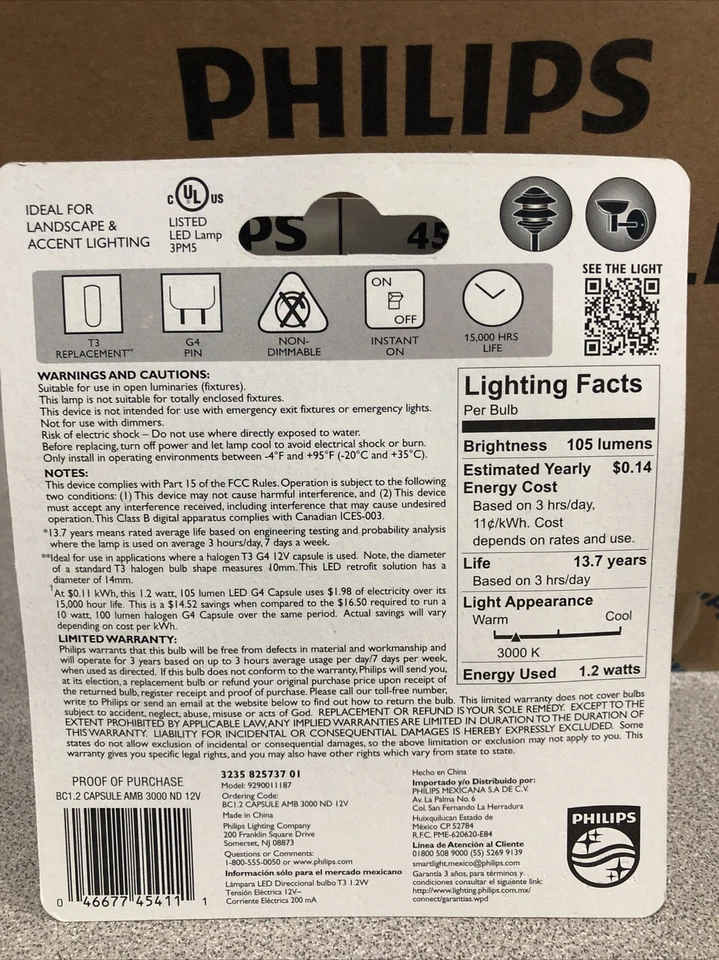 PHILIPS
IDEAL FOR
LANDSCAPE &
ACCENT LIGHTING
C UL US
LISTED
LED Lamp
3PM5
PS
45
SEE THE LIGHT
ON
OFF
T3
REPLACEMENT**
G4
PIN
NON-
DIMMABLE
INSTANT
ON
15,000 HRS
LIFE
WARNINGS AND CAUTIONS:
Suitable for use in open luminaries (fixtures).
This lamp is not suitable for totally enclosed fixtures.
This device is not intended for use with emergency exit fixtures or emergency lights.
Not for use with dimmers.
Risk of electric shock – Do not use where directly exposed to water.
Before replacing, turn off power and let lamp cool to avoid electrical shock or burn.
Only install in operating environments between -4°F and +95°F (-20°C and +35°C).
NOTES:
This device complies with Part 15 of the FCC Rules. Operation is subject to the following
two conditions: (1) This device may not cause harmful interference, and (2) This device
must accept any interference received, including interference that may cause undesired
operation. This Class B digital apparatus complies with Canadian ICES-003.
*13.7 years means rated average life based on engineering testing and probability analysis
where the lamp is used on average 3 hours/day, 7 days a week.
**Ideal for use in applications where a halogen T3 G4 12V capsule is used. Note, the diameter
of a standard T3 halogen bulb shape measures 10mm. This LED retrofit solution has a
diameter of 14mm.
†At $0.11 kWh, this 1.2 watt, 105 lumen LED G4 Capsule uses $1.98 of electricity over its
15,000 hour life. This is a $14.52 savings when compared to the $16.50 required to run a
10 watt, 100 lumen halogen G4 Capsule over the same period. Actual savings will vary
depending on cost per kWh.
LIMITED WARRANTY:
Philips warrants that this bulb will be free from defects in material and workmanship and
will operate for 3 years based on up to 3 hours average usage per day/7 days per week,
when used as directed. If this bulb does not conform to the warranty, Philips will send you,
at its election, a replacement bulb or refund your original purchase price upon receipt of
the returned bulb, register receipt and proof of purchase. Please call our toll-free number,
write to Philips or send an email at the website below to find out how to return the bulb. This limited warranty does not cover bulbs
subject to accident, neglect, abuse, misuse or acts of God. REPLACEMENT OR REFUND IS YOUR SOLE REMEDY. EXCEPT TO THE
EXTENT PROHIBITED BY APPLICABLE LAW, ANY IMPLIED WARRANTIES ARE LIMITED IN DURATION TO THE DURATION OF
THIS WARRANTY. LIABILITY FOR INCIDENTAL OR CONSEQUENTIAL DAMAGES IS HEREBY EXPRESSLY EXCLUDED. Some
states do not allow exclusion of incidental or consequential damages, so the above limitation or exclusion may not apply to you. This
warranty gives you specific legal rights, and you may also have other rights which vary from state to state.
Lighting Facts
Per Bulb
Brightness 105 lumens
Estimated Yearly $0.14
Energy Cost
Based on 3 hrs/day,
11¢/kWh. Cost
depends on rates and use.
Life 13.7 years
Based on 3 hrs/day
Light Appearance
Warm Cool
3000 K
Energy Used 1.2 watts
PROOF OF PURCHASE
BC1.2 CAPSULE AMB 3000 ND 12V
0 46677 45411 1
3235 825737 01
Model: 9290011187
Ordering Code:
BC1.2 CAPSULE AMB 3000 ND 12V
Made in China
Philips Lighting Company
200 Franklin Square Drive
Somerset, NJ 08873
Questions or Comments:
1-800-555-0050 or www.philips.com
Información sólo para el mercado mexicano
Lámpara LED Direccional bulbo T3 1.2W
Tensión Eléctrica 12V~
Corriente Eléctrica 200 mA
Hecho en China
Importado y/o Distribuido por:
PHILIPS MEXICANA S.A DE C.V.
Av. La Palma No. 6
Col. San Fernando La Herradura
Huixquilucan Estado de
México CP. 52784
R.F.C. PME-620620-E84
Línea de Atención al Cliente
01800 508 9000 (55) 5269 9139
smartlight.mexico@philips.com
Garantía 3 años, para términos y
condiciones consultar el siguiente link:
http://www.lighting.philips.com.mx/
connect/garantias.wpd
PHILIPS